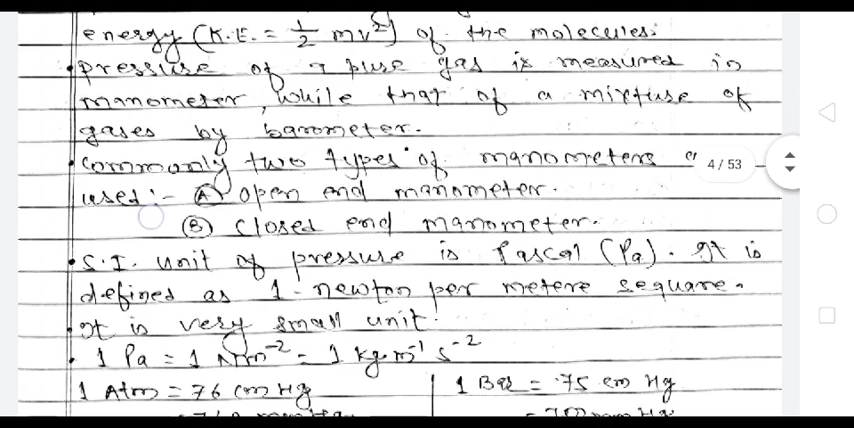 energy (K.E. = 1/2 mv²) of the molecules.
• pressure of a pure gas is measured in
manometer, while that of a mixture of
gases by barometer.
• commonly two types of manometers
4/53
used :- (A) open end manometer.
(B) closed end manometer.
• S.I. unit of pressure is Pascal (Pa). It is
defined as 1-newton per metere sequare.
• It is very small unit.
• 1 Pa = 1 Nm⁻² = 1 kg m⁻¹ s⁻²
1 Atm = 76 cm Hg | 1 Bar = 75 cm Hg